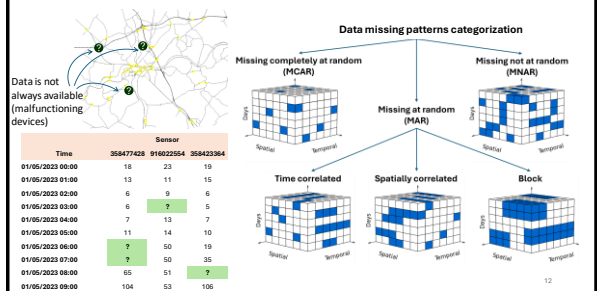 Data missing patterns categorization
?
?
?
Data is not
always available
(malfunctioning
devices)
Missing completely at random
(MCAR)
Missing not at random
(MNAR)
Missing at random
(MAR)
Days
Spatial
Temporal
Days
Spatial
Temporal
Time correlated
Spatially correlated
Block
Days
Spatial
Temporal
Days
Spatial
Temporal
Days
Spatial
Temporal
Sensor
Time 358477428 916022554 358423364
01/05/2023 00:00 18 23 19
01/05/2023 01:00 13 11 15
01/05/2023 02:00 6 9 6
01/05/2023 03:00 6 ? 5
01/05/2023 04:00 7 13 7
01/05/2023 05:00 11 14 10
01/05/2023 06:00 ? 50 19
01/05/2023 07:00 ? 50 35
01/05/2023 08:00 65 51 ?
01/05/2023 09:00 104 53 106
12